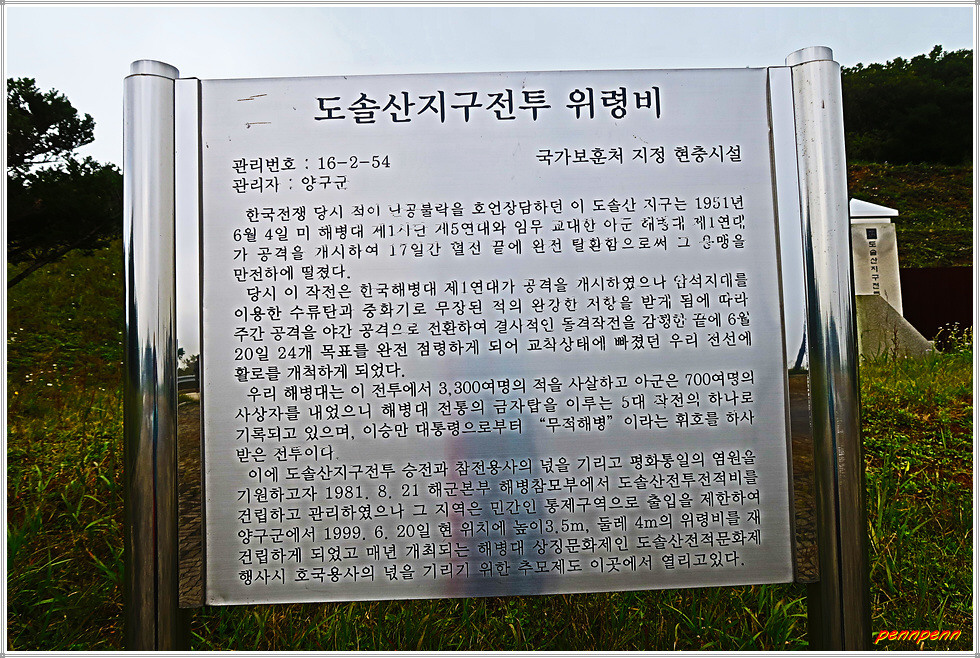 도솔산지구전투 위령비
관리번호 : 16-2-54
국가보훈처 지정 현충시설
관리자 : 양구군
한국전쟁 당시 적이 난공불락을 호언장담하던 이 도솔산 지구는 1951년
6월 4일 미 해병대 제1사단 제5연대와 임무 교대한 아군 해병대 제1연대
가 공격을 개시하여 17일간 혈전 끝에 완전 탈환함으로써 그 용맹을
만전하에 떨쳤다.
당시 이 작전은 한국해병대 제1연대가 공격을 개시하였으나 암석지대를
이용한 수류탄과 중화기로 무장된 적의 완강한 저항을 받게 됨에 따라
주간 공격을 야간 공격으로 전환하여 결사적인 돌격작전을 감행한 끝에 6월
20일 24개 목표를 완전 점령하게 되어 교착상태에 빠졌던 우리 전선에
활로를 개척하게 되었다.
우리 해병대는 이 전투에서 3,300여명의 적을 사살하고 아군은 700여명의
사상자를 내었으니 해병대 전통의 금자탑을 이루는 5대 작전의 하나로
기록되고 있으며, 이승만 대통령으로부터 “무적해병”이라는 휘호를 하사
받은 전투이다.
이에 도솔산지구전투 승전과 참전용사의 넋을 기리고 평화통일의 염원을
기원하고자 1981. 8. 21 해군본부 해병참모부에서 도솔산전투전적비를
건립하고 관리하였으나 그 지역은 민간인 통제구역으로 출입을 제한하여
양구군에서 1999. 6. 20일 현 위치에 높이3.5m, 둘레 4m의 위령비를 재
건립하게 되었고 매년 개최되는 해병대 상징문화제인 도솔산전적문화제
행사시 호국용사의 넋을 기리기 위한 추모제도 이곳에서 열리고있다.
도솔산지구전투
pennpenn